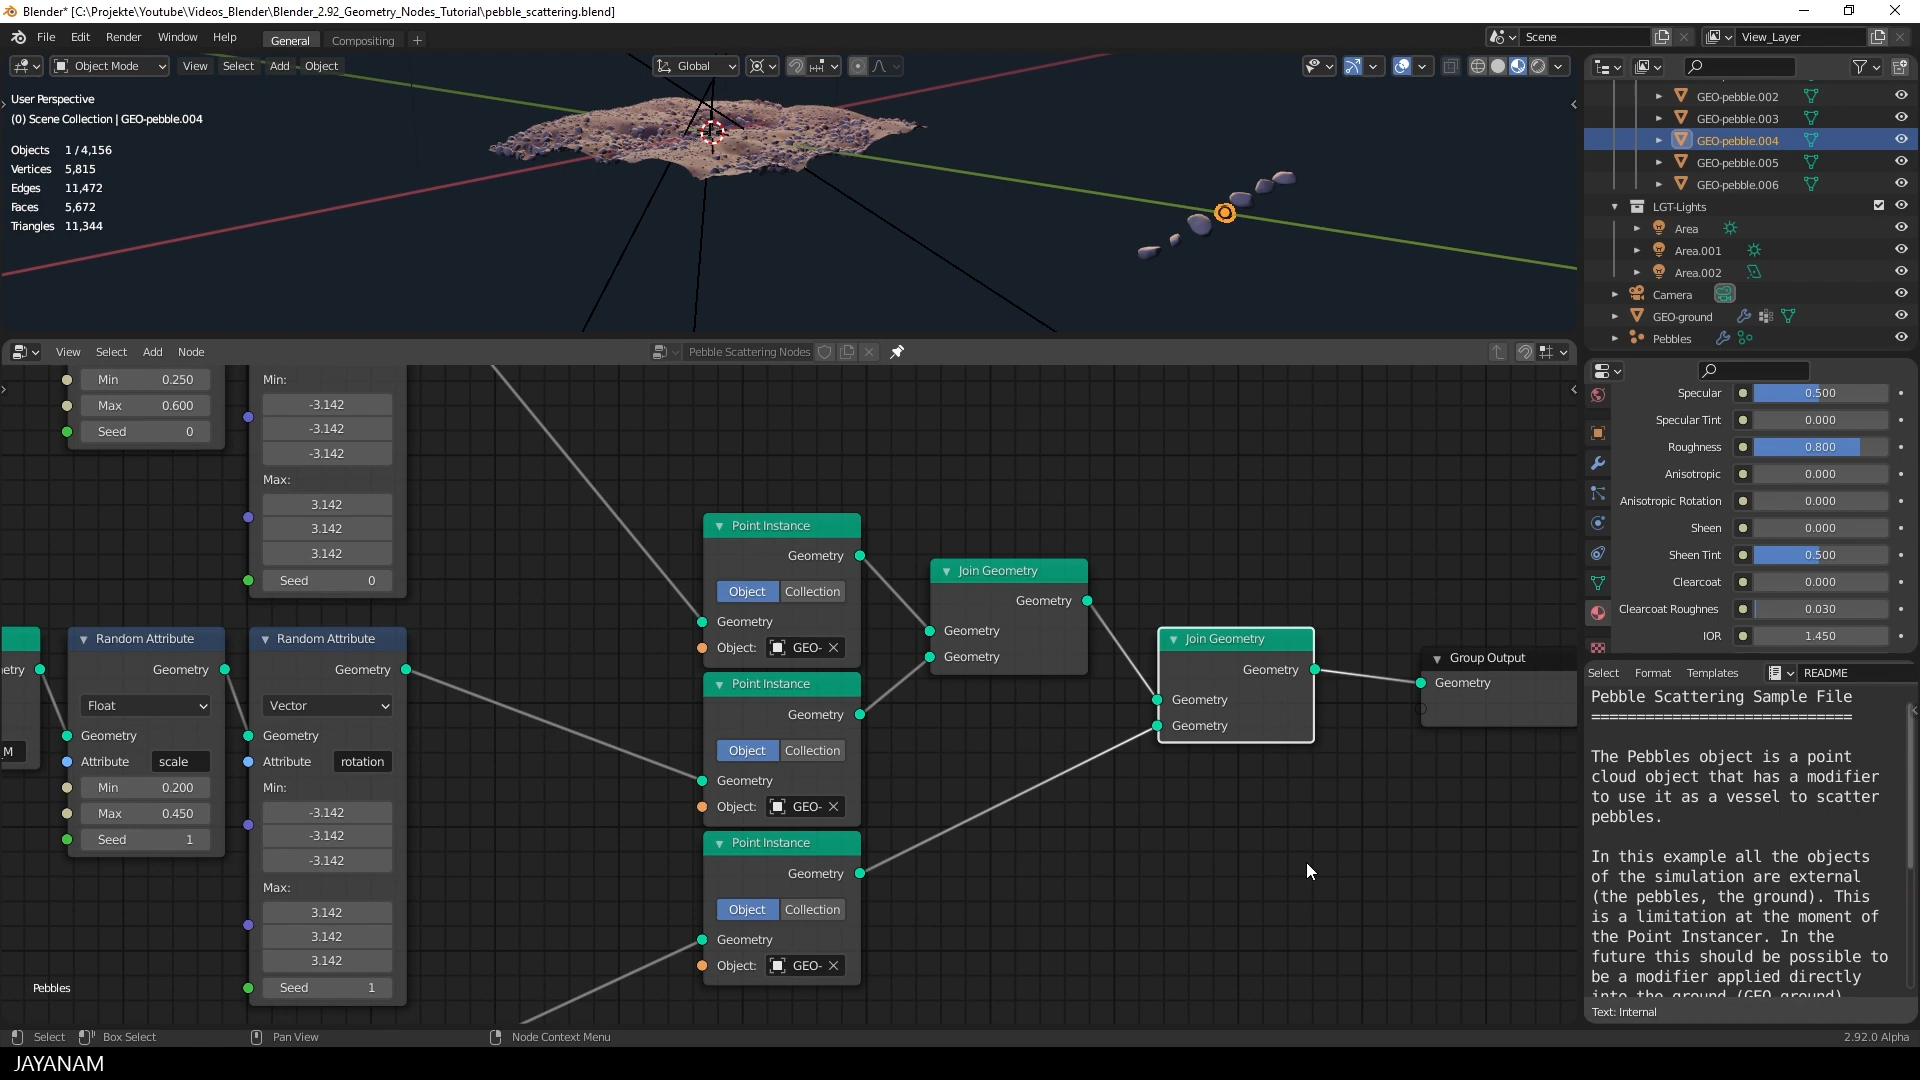 Blender* [C:\Projekte\Youtube\Videos_Blender\Blender_2.92_Geometry_Nodes_Tutorial\pebble_scattering.blend]
File Edit Render Window Help General Compositing + Scene View_Layer
Object Mode View Select Add Object Global
User Perspective
(0) Scene Collection | GEO-pebble.004
Objects 1 / 4,156
Vertices 5,815
Edges 11,472
Faces 5,672
Triangles 11,344
GEO-pebble.002
GEO-pebble.003
GEO-pebble.004
GEO-pebble.005
GEO-pebble.006
LGT-Lights
Area
Area.001
Area.002
Camera
GEO-ground
Pebbles
View Select Add Node Pebble Scattering Nodes
Min 0.250
Max 0.600
Seed 0
Min:
-3.142
-3.142
-3.142
Max:
3.142
3.142
3.142
Seed 0
etry
_M
Random Attribute
Geometry
Float
Geometry
Attribute scale
Min 0.200
Max 0.450
Seed 1
Random Attribute
Geometry
Vector
Geometry
Attribute rotation
Min:
-3.142
-3.142
-3.142
Max:
3.142
3.142
3.142
Seed 1
Point Instance
Geometry
Object Collection
Geometry
Object: GEO-
Point Instance
Geometry
Object Collection
Geometry
Object: GEO-
Point Instance
Geometry
Object Collection
Geometry
Object: GEO-
Join Geometry
Geometry
Geometry
Geometry
Join Geometry
Geometry
Geometry
Geometry
Group Output
Geometry
Pebbles
Specular 0.500
Specular Tint 0.000
Roughness 0.800
Anisotropic 0.000
Anisotropic Rotation 0.000
Sheen 0.000
Sheen Tint 0.500
Clearcoat 0.000
Clearcoat Roughnes 0.030
IOR 1.450
Select Format Templates README
Pebble Scattering Sample File
=============================
The Pebbles object is a point
cloud object that has a modifier
to use it as a vessel to scatter
pebbles.
In this example all the objects
of the simulation are external
(the pebbles, the ground). This
is a limitation at the moment of
the Point Instancer. In the
future this should be possible to
be a modifier applied directly
into the ground (GEO-ground)
Text: Internal
Select Box Select Pan View Node Context Menu 2.92.0 Alpha
JAYANAM